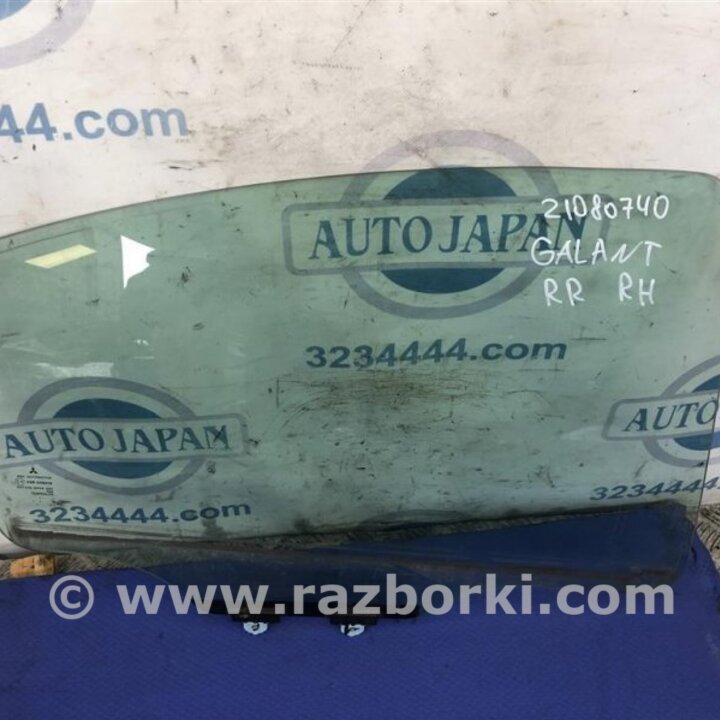 44.com
21080740
AUTO JAPAN
GALANT
RR RH
3234444.com
AUTO JAPAN
AUTO JAPAN
3234444.com
3234444.com
© www.razborki.com